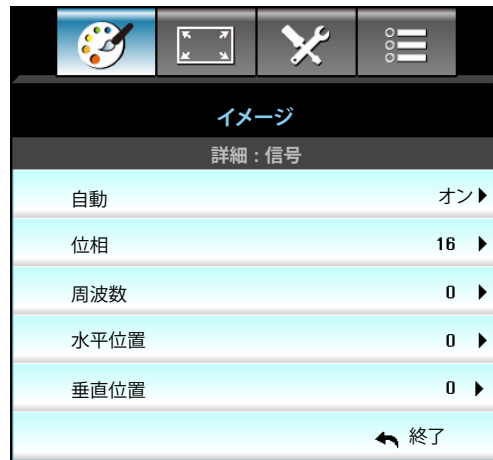 イメージ
詳細 : 信号
自動 オン
位相 16
周波数 0
水平位置 0
垂直位置 0
終了